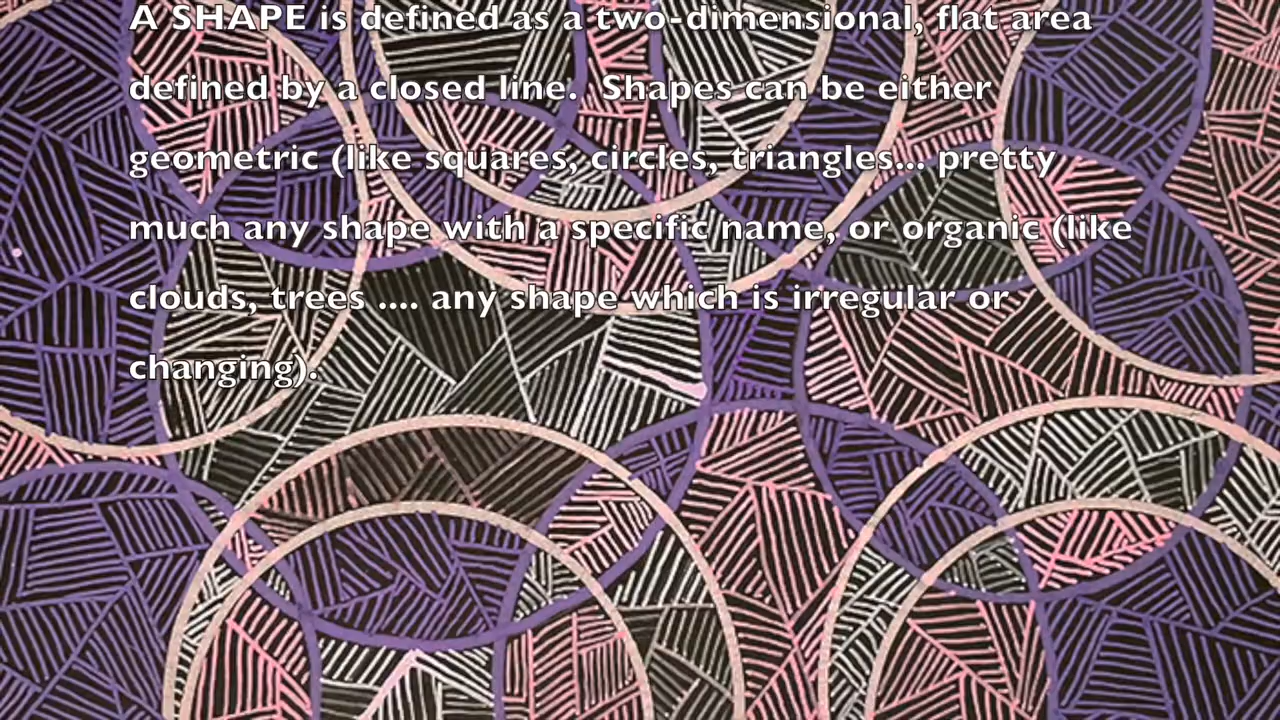 A SHAPE is defined as a two-dimensional, flat area
defined by a closed line.  Shapes can be either
geometric (like squares, circles, triangles... pretty
much any shape with a specific name, or organic (like
clouds, trees .... any shape which is irregular or
changing).